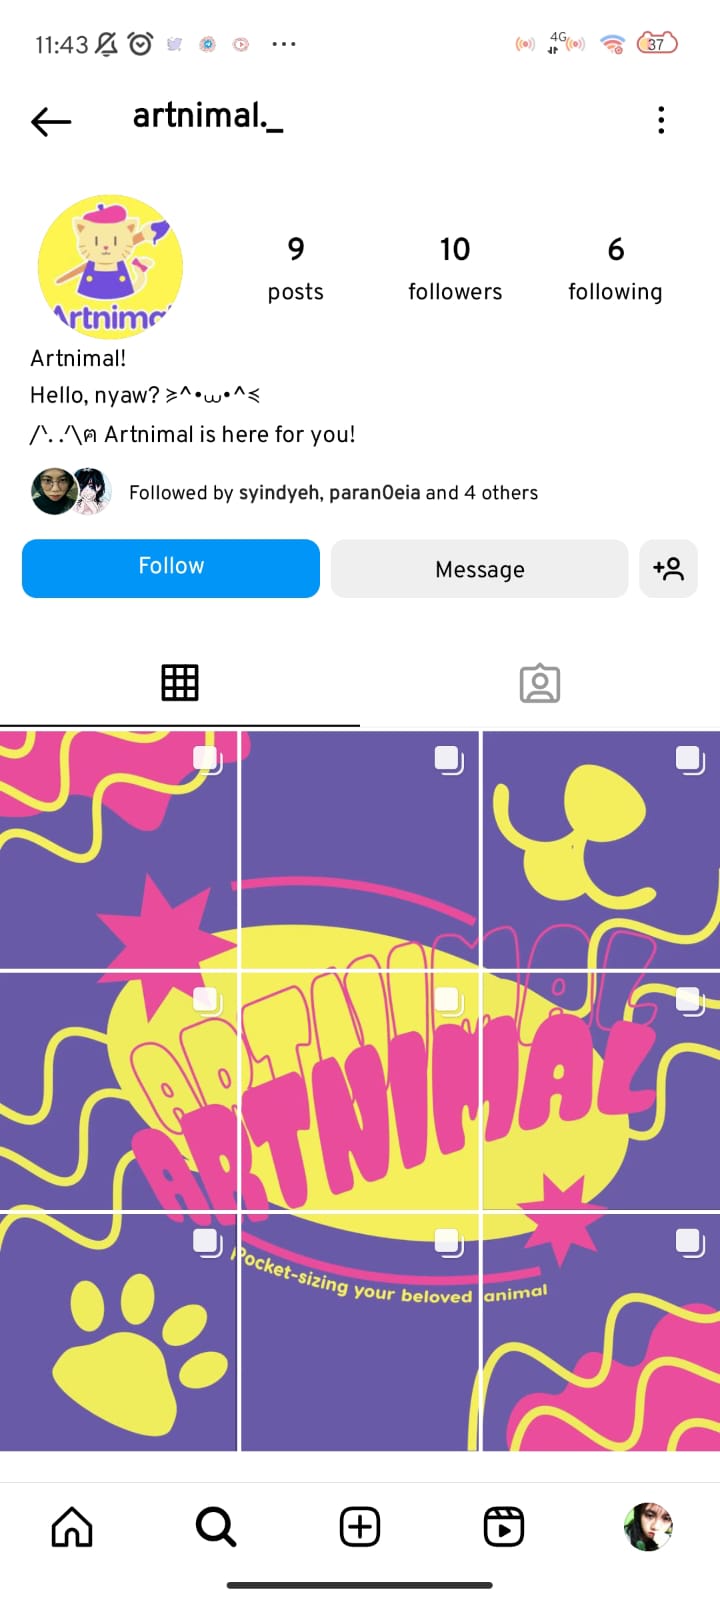 11:43
4G
37
artnimal._
Artnima
9 posts
10 followers
6 following
Artnimal!
Hello, nyaw? ⋟^•ω•^⋞
/ᐠ. .ᐟ\ฅ Artnimal is here for you!
Followed by syindyeh, paran0eia and 4 others
Follow
Message
ARTNIMAL
ARTNIMAL
Pocket-sizing your beloved animal